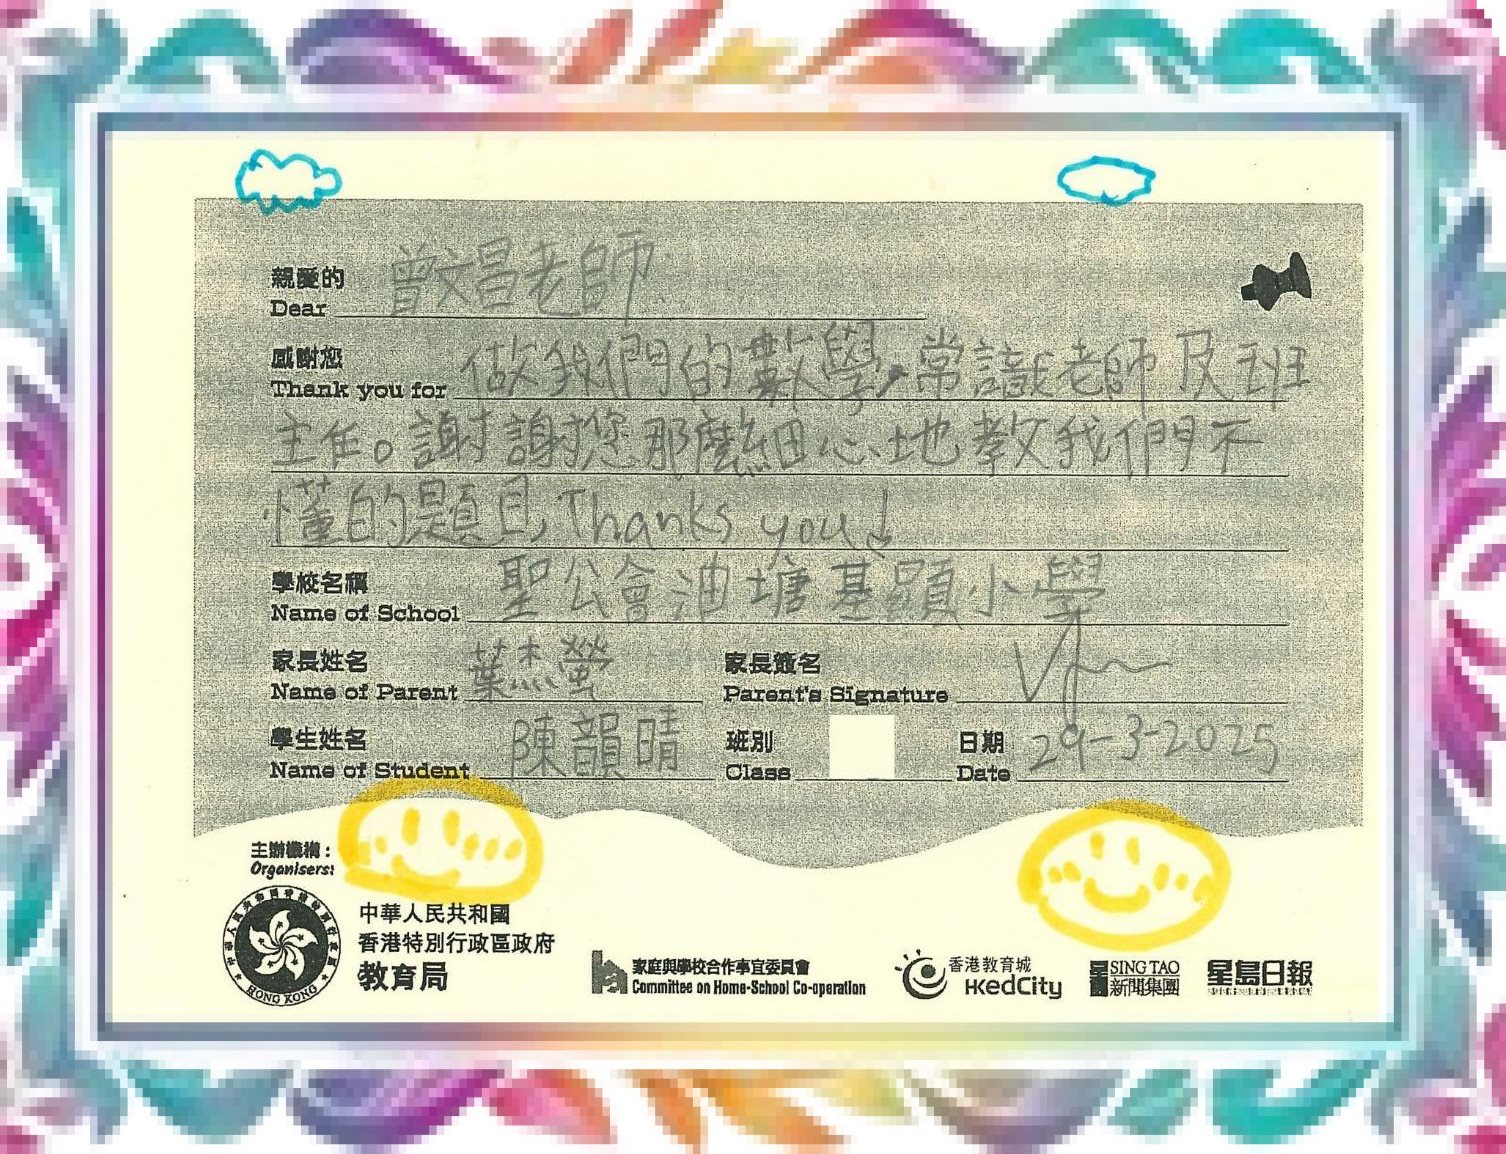 親愛的
Dear 曾文昌老師
感謝您
Thank you for 做我們的數學,常識老師及班
主任。謝謝您那麼細心地教我們不
懂的題目,Thanks you!
學校名稱
Name of School 聖公會油塘基顯小學
家長姓名
Name of Parent 葉杰瑩
家長簽名
Parent's Signature
學生姓名
Name of Student 陳韻晴
班別
Class
日期
Date 29-3-2025
主辦機構:
Organisers:
HONG KONG
中華人民共和國
香港特別行政區政府
教育局
家庭與學校合作事宜委員會
Committee on Home-School Co-operation
香港教育城
HKedCity
SING TAO
新聞集團
星島日報